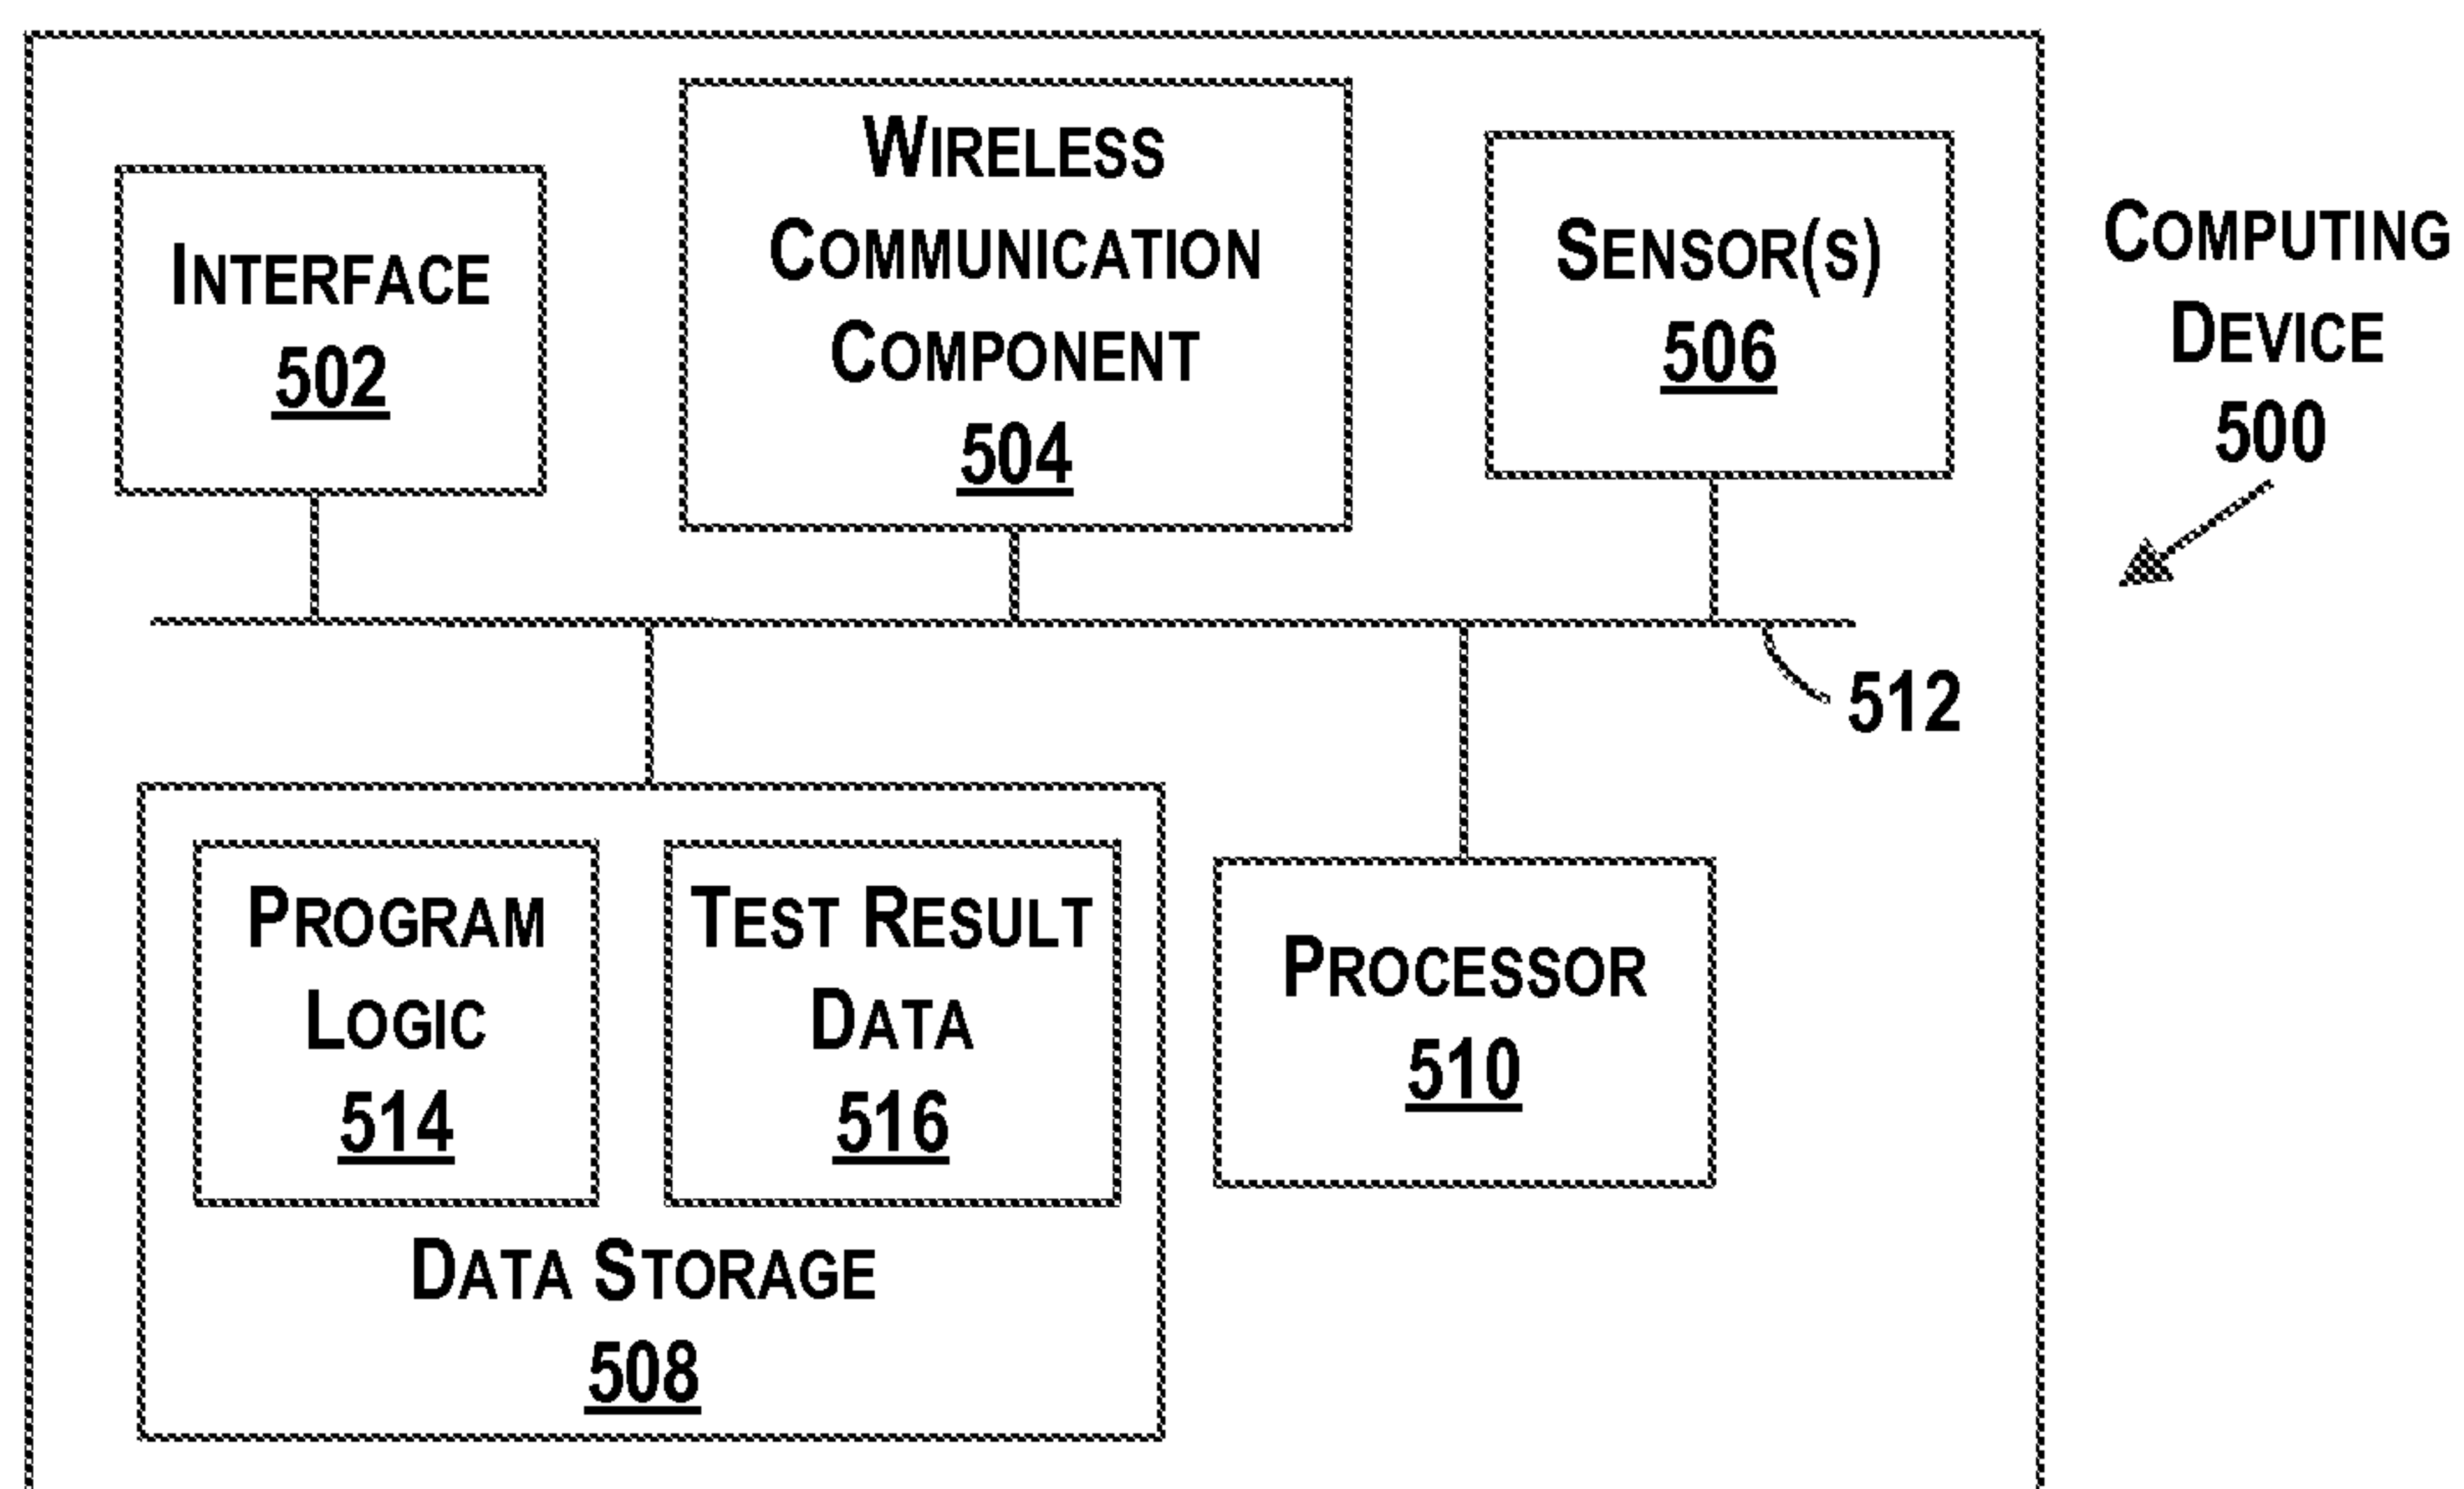 INTERFACE
502
WIRELESS
COMMUNICATION
COMPONENT
504
SENSOR(S)
506
COMPUTING
DEVICE
500
512
PROGRAM
LOGIC
514
TEST RESULT
DATA
516
DATA STORAGE
508
PROCESSOR
510